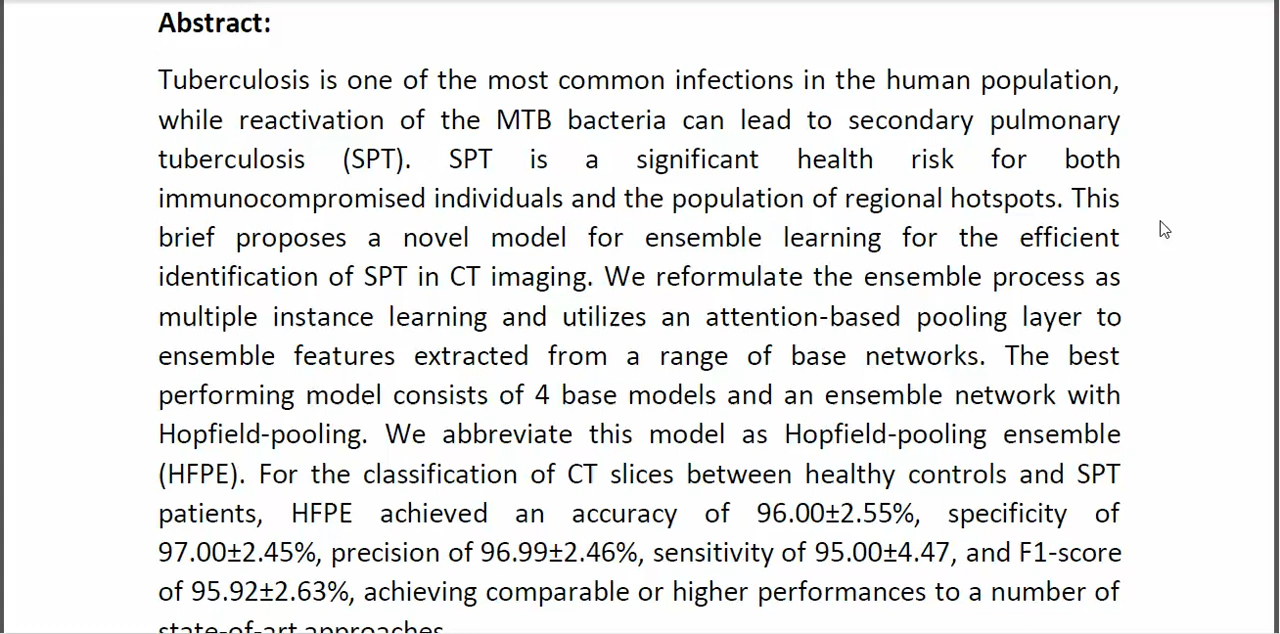 Abstract:
Tuberculosis is one of the most common infections in the human population,
while reactivation of the MTB bacteria can lead to secondary pulmonary
tuberculosis (SPT). SPT is a significant health risk for both
immunocompromised individuals and the population of regional hotspots. This
brief proposes a novel model for ensemble learning for the efficient
identification of SPT in CT imaging. We reformulate the ensemble process as
multiple instance learning and utilizes an attention-based pooling layer to
ensemble features extracted from a range of base networks. The best
performing model consists of 4 base models and an ensemble network with
Hopfield-pooling. We abbreviate this model as Hopfield-pooling ensemble
(HFPE). For the classification of CT slices between healthy controls and SPT
patients, HFPE achieved an accuracy of 96.00±2.55%, specificity of
97.00±2.45%, precision of 96.99±2.46%, sensitivity of 95.00±4.47, and F1-score
of 95.92±2.63%, achieving comparable or higher performances to a number of
state-of-art approaches.